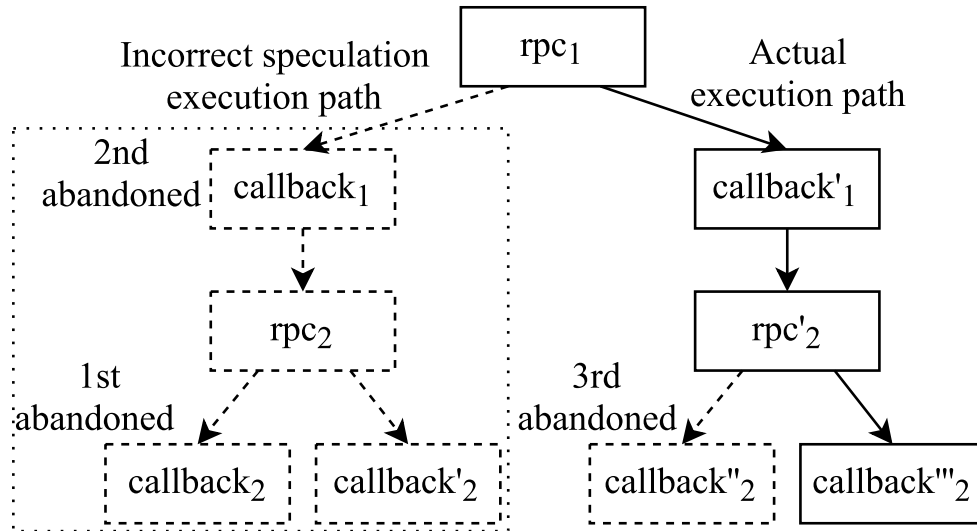 rpc₁
Incorrect speculation
execution path
Actual
execution path
2nd
abandoned
callback₁
callback'₁
rpc₂
rpc'₂
1st
abandoned
3rd
abandoned
callback₂
callback'₂
callback''₂
callback'''₂